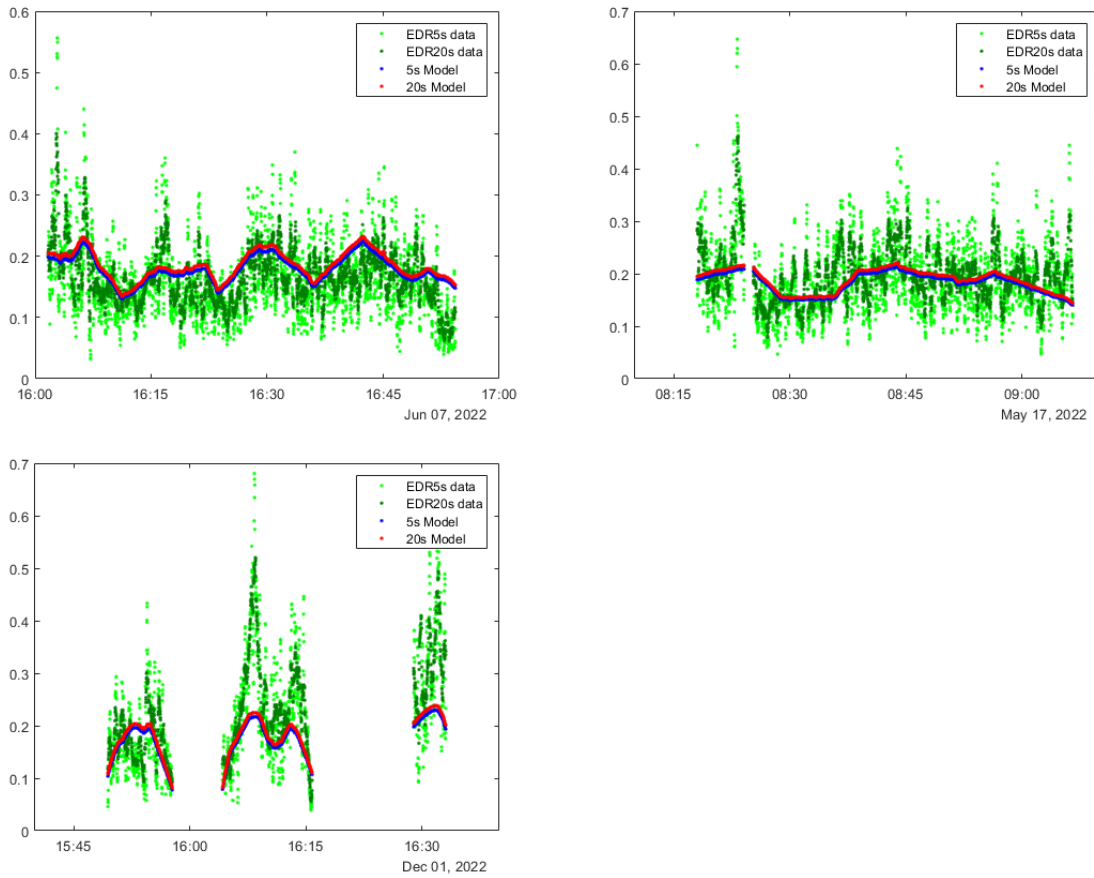 0.6
0.5
0.4
0.3
0.2
0.1
0
EDR5s data
EDR20s data
5s Model
20s Model
16:00 16:15 16:30 16:45 17:00
Jun 07, 2022
0.7
0.6
0.5
0.4
0.3
0.2
0.1
0
EDR5s data
EDR20s data
5s Model
20s Model
08:15 08:30 08:45 09:00
May 17, 2022
0.7
0.6
0.5
0.4
0.3
0.2
0.1
0
EDR5s data
EDR20s data
5s Model
20s Model
15:45 16:00 16:15 16:30
Dec 01, 2022